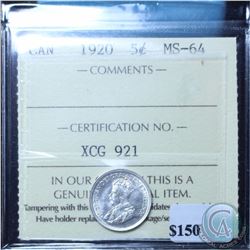 CAN 1920 5¢ MS-64
— COMMENTS —
— CERTIFICATION NO. —
XCG 921
IN OUR THIS IS A
GENUI AL ITEM.
Tampering with this
Have holder repla
$150